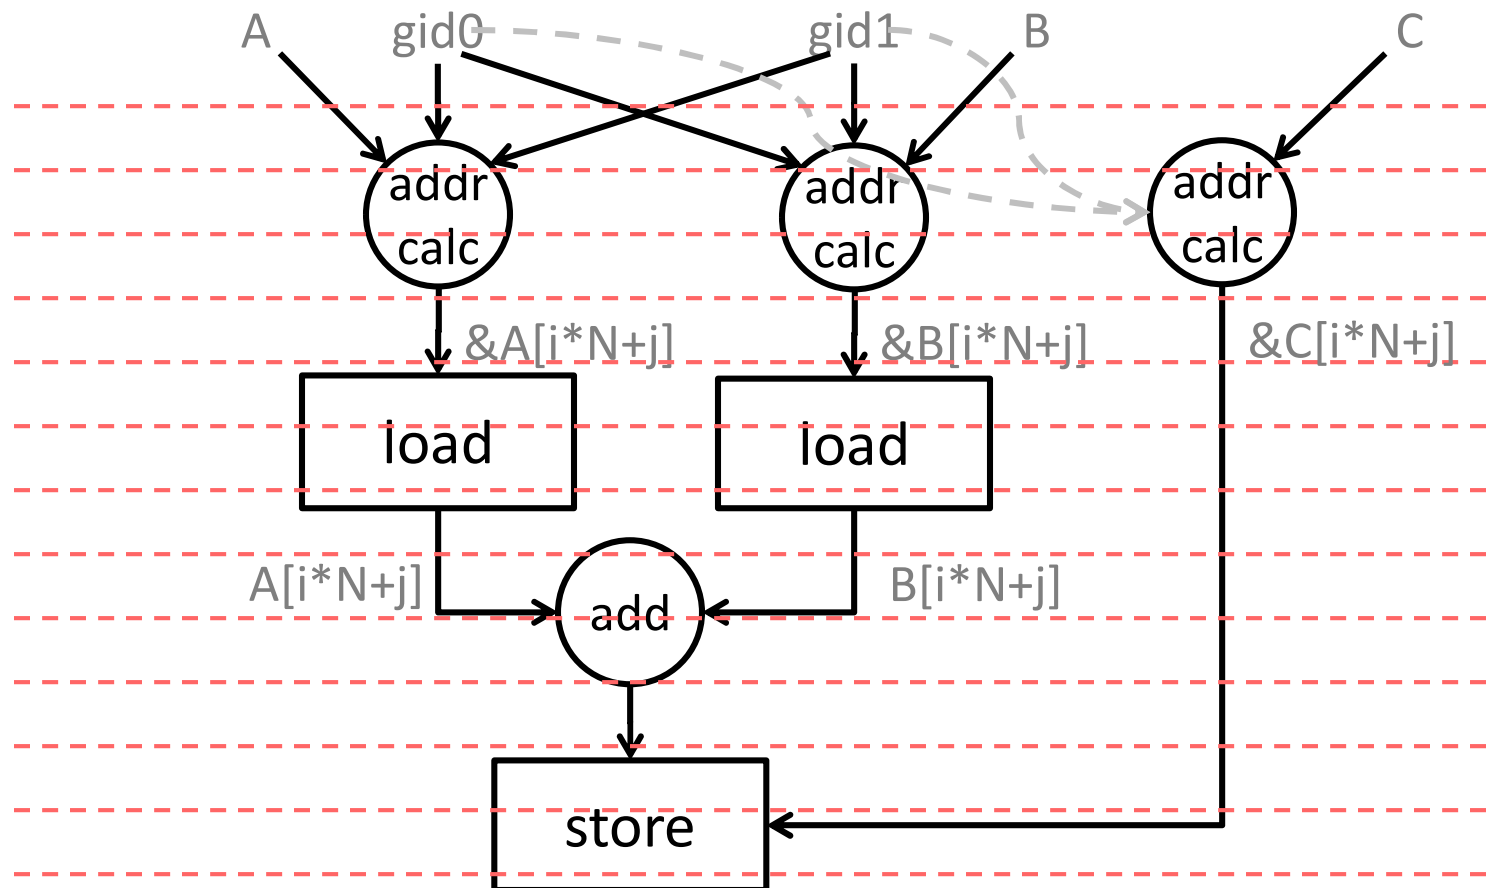 A gid0 gid1 B C
addr addr addr
calc calc calc
&A[i*N+j] &B[i*N+j] &C[i*N+j]
load load
A[i*N+j] B[i*N+j]
add
store